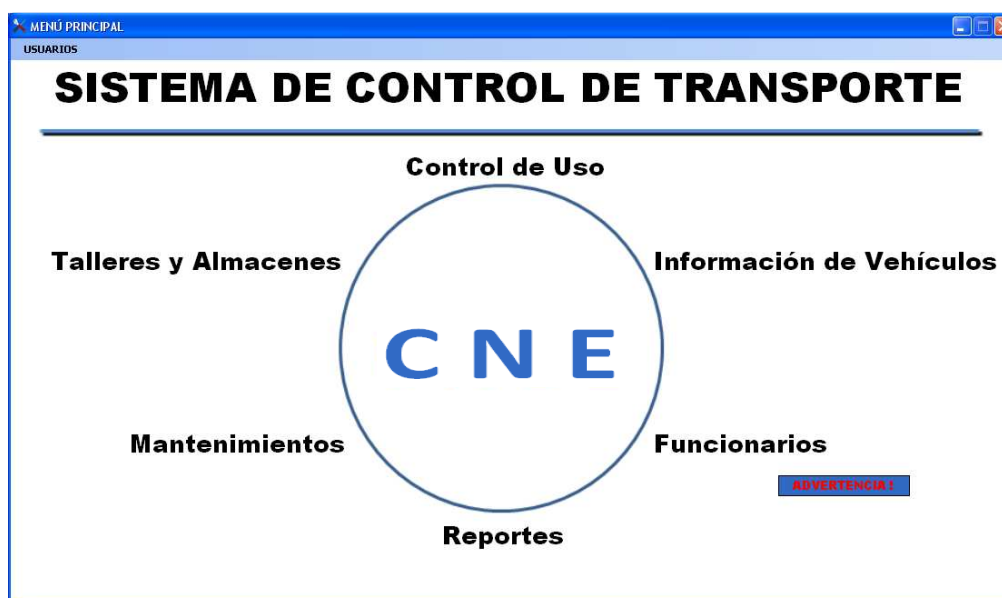 MENÚ PRINCIPAL
USUARIOS
SISTEMA DE CONTROL DE TRANSPORTE
Control de Uso
Talleres y Almacenes
Información de Vehículos
C N E
Mantenimientos
Funcionarios
ADVERTENCIA !
Reportes